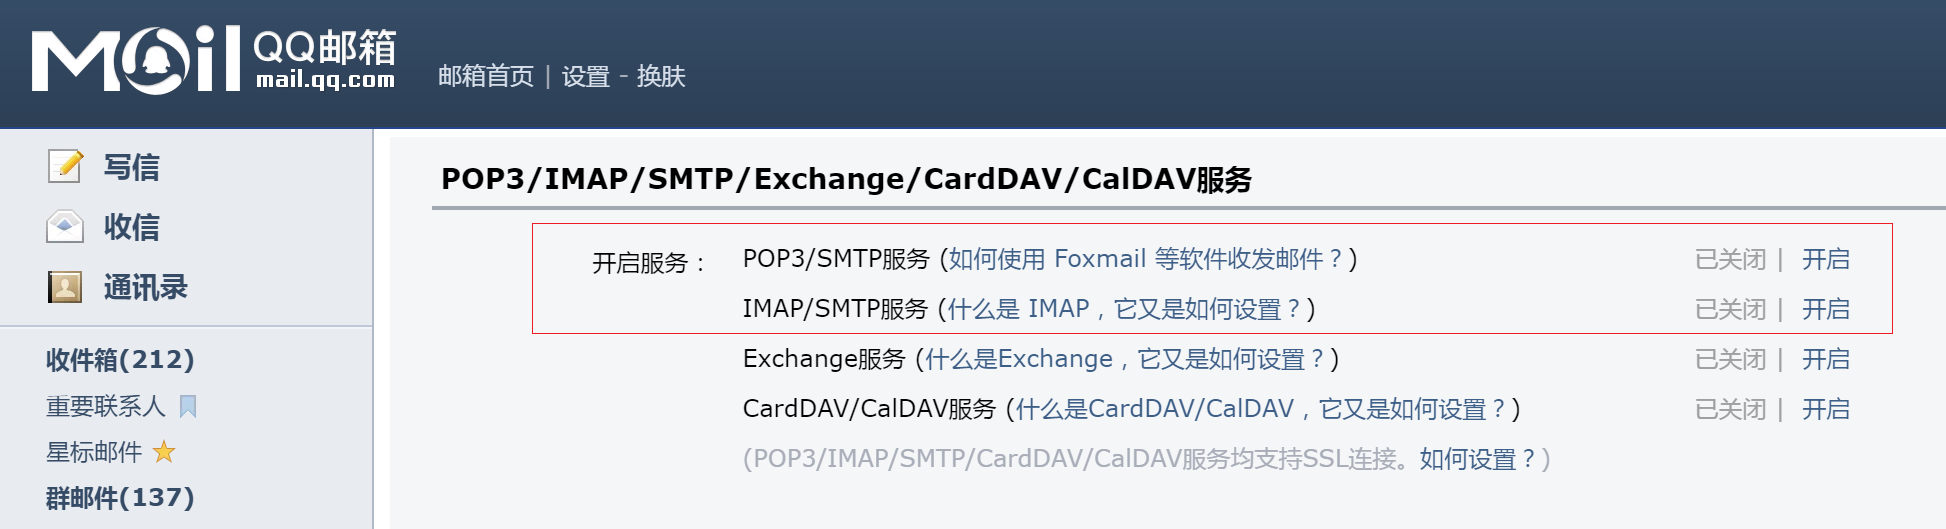 Mail QQ邮箱
mail.qq.com
邮箱首页 | 设置 - 换肤
写信
收信
通讯录
收件箱(212)
重要联系人
星标邮件
群邮件(137)
POP3/IMAP/SMTP/Exchange/CardDAV/CalDAV服务
开启服务： POP3/SMTP服务 (如何使用 Foxmail 等软件收发邮件？) 已关闭 | 开启
IMAP/SMTP服务 (什么是 IMAP，它又是如何设置？) 已关闭 | 开启
Exchange服务 (什么是Exchange，它又是如何设置？) 已关闭 | 开启
CardDAV/CalDAV服务 (什么是CardDAV/CalDAV，它又是如何设置？) 已关闭 | 开启
(POP3/IMAP/SMTP/CardDAV/CalDAV服务均支持SSL连接。如何设置？)